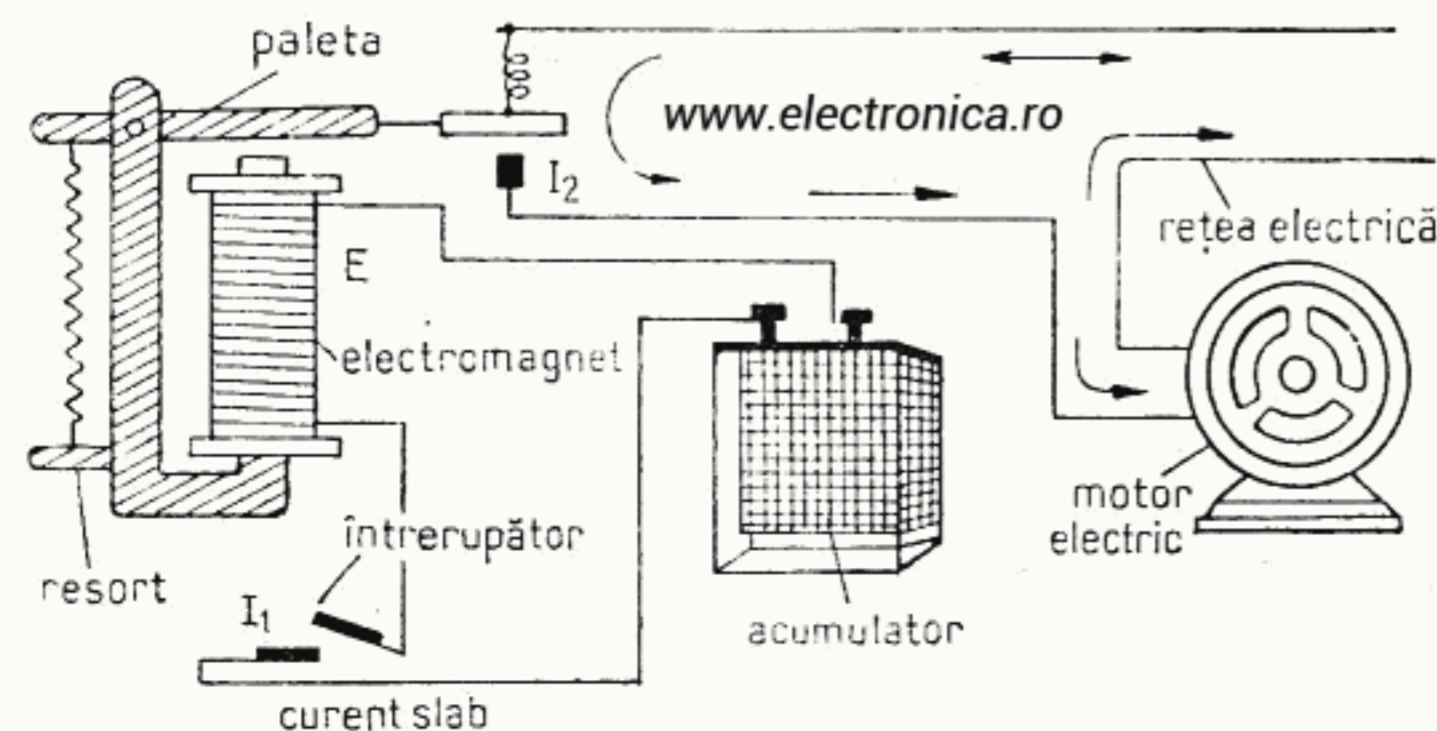 paleta
www.electronica.ro
I2
rețea electrică
E
electromagnet
motor
electric
întrerupător
resort
I1
acumulator
curent slab